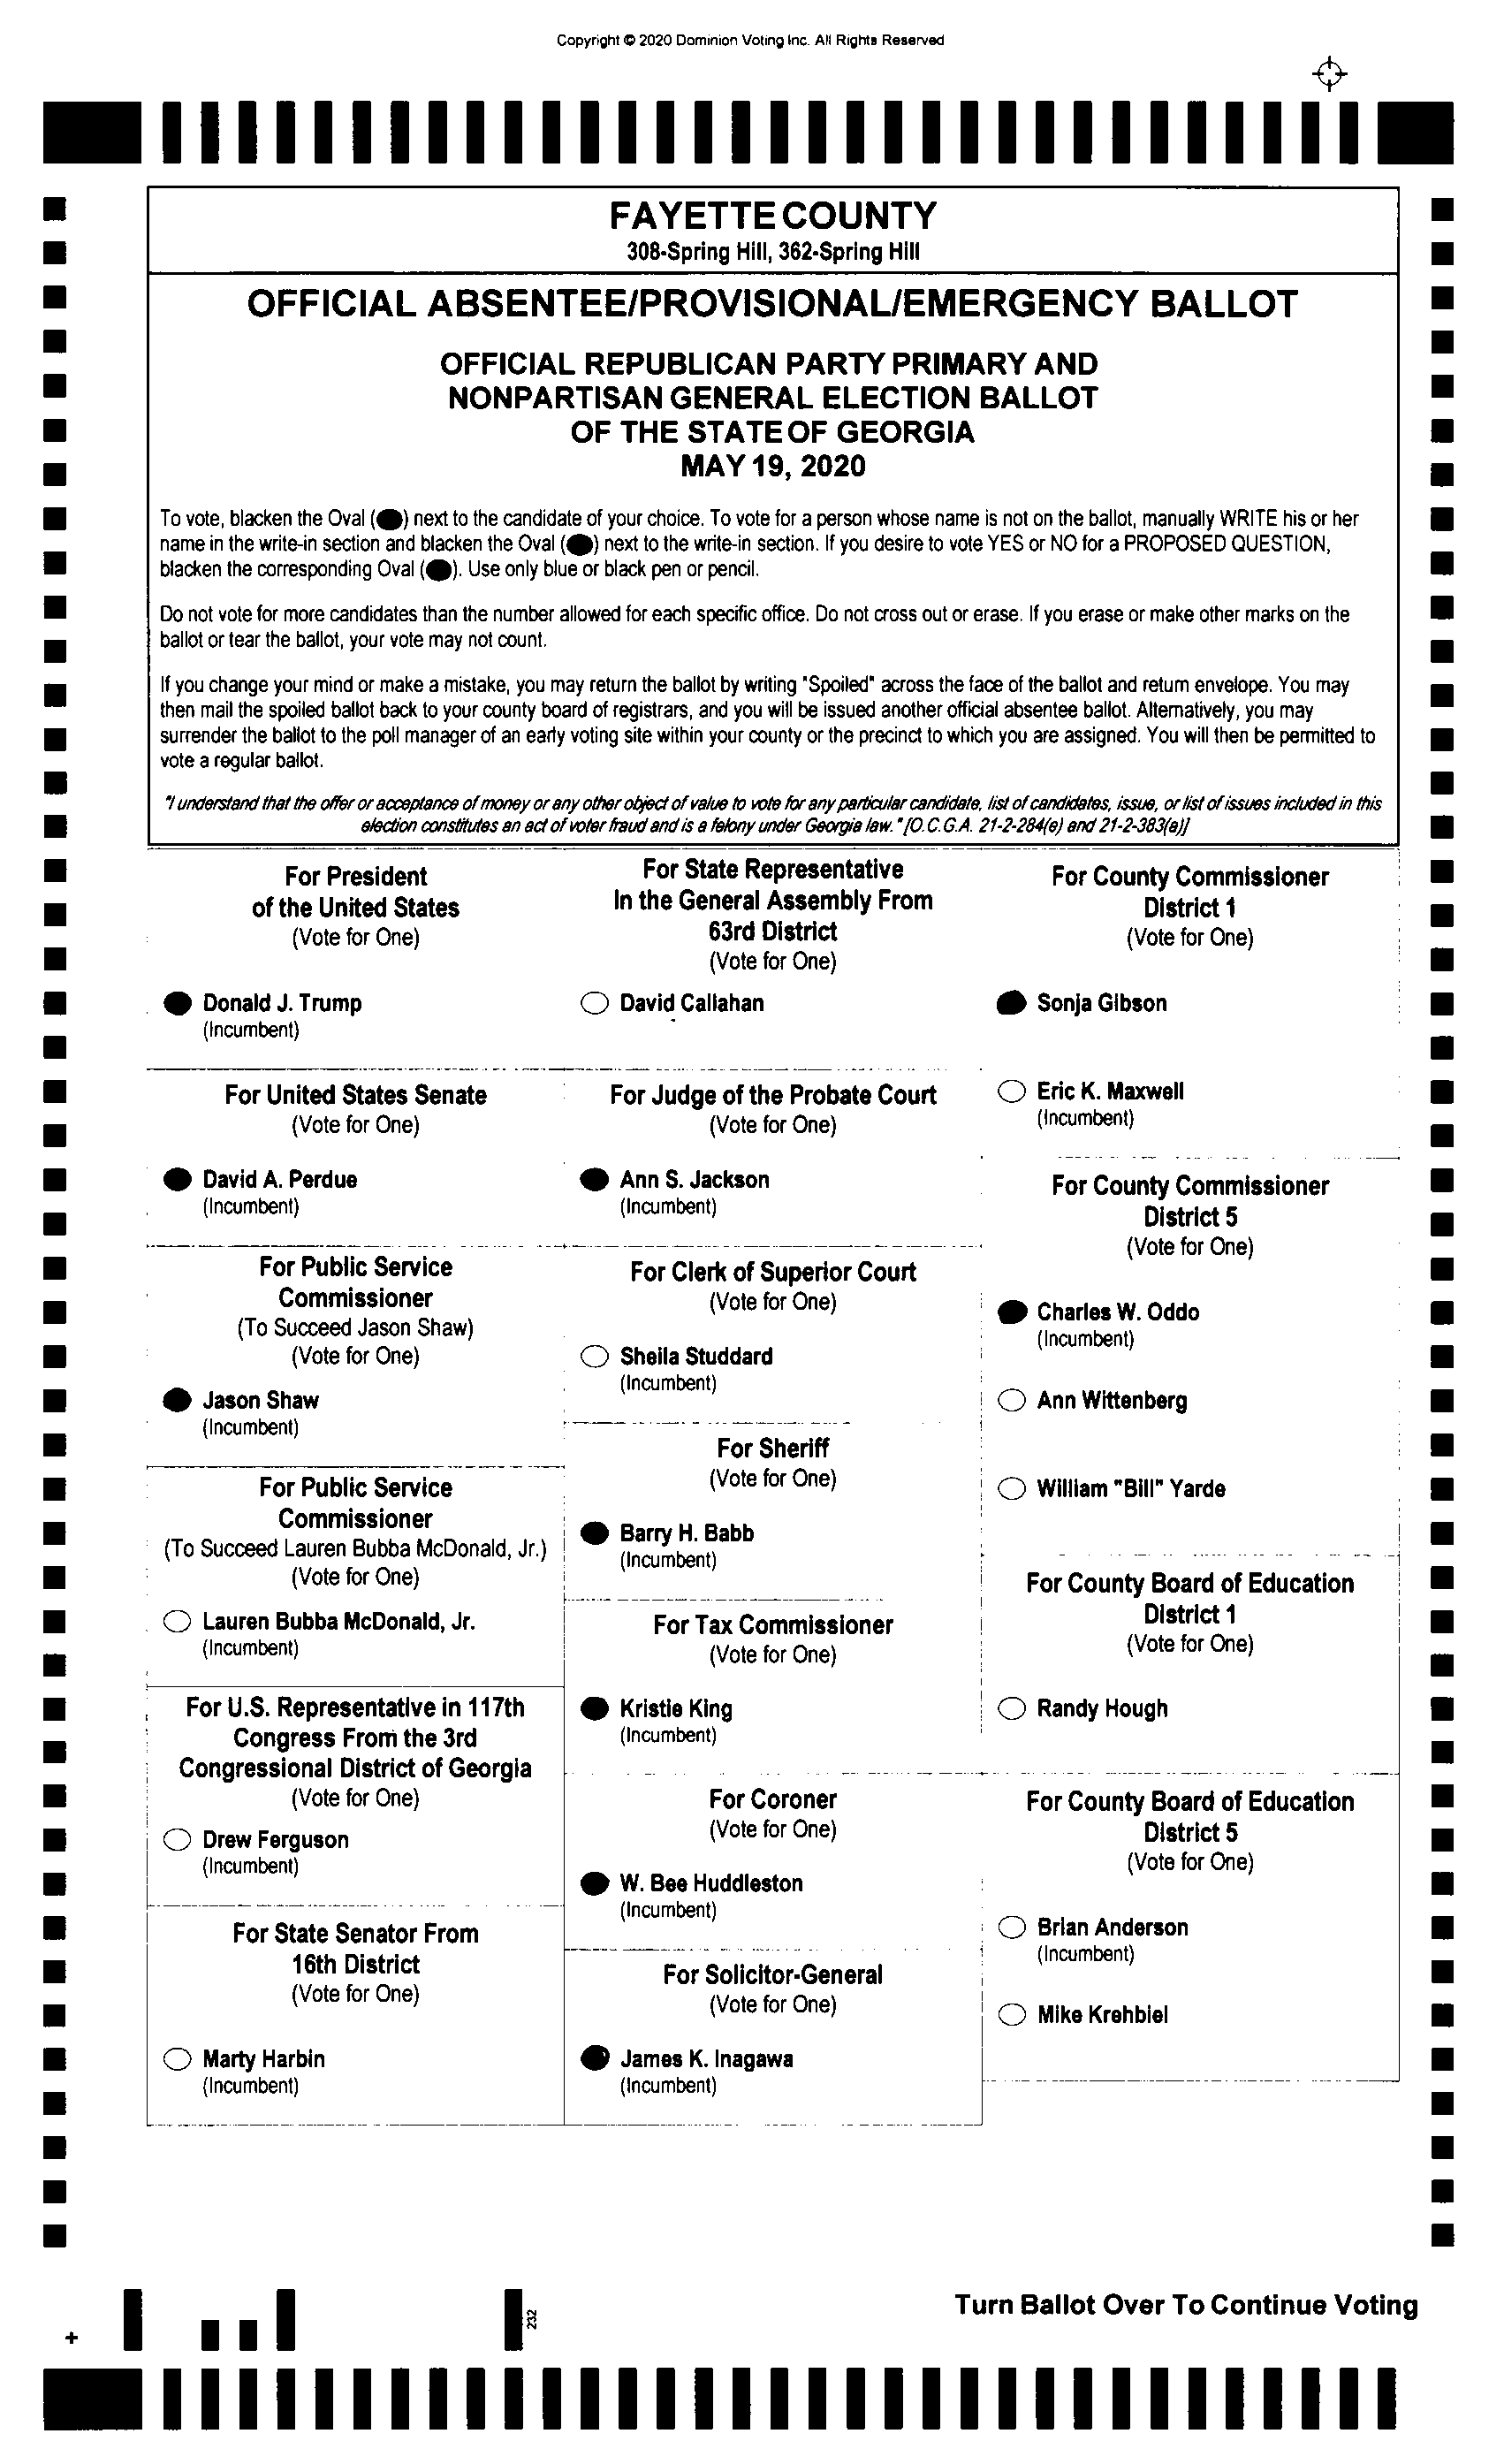 Copyright © 2020 Dominion Voting Inc. All Rights Reserved
FAYETTE COUNTY
308-Spring Hill, 362-Spring Hill
OFFICIAL ABSENTEE/PROVISIONAL/EMERGENCY BALLOT
OFFICIAL REPUBLICAN PARTY PRIMARY AND
NONPARTISAN GENERAL ELECTION BALLOT
OF THE STATE OF GEORGIA
MAY 19, 2020
To vote, blacken the Oval (●) next to the candidate of your choice. To vote for a person whose name is not on the ballot, manually WRITE his or her
name in the write-in section and blacken the Oval (●) next to the write-in section. If you desire to vote YES or NO for a PROPOSED QUESTION,
blacken the corresponding Oval (●). Use only blue or black pen or pencil.
Do not vote for more candidates than the number allowed for each specific office. Do not cross out or erase. If you erase or make other marks on the
ballot or tear the ballot, your vote may not count.
If you change your mind or make a mistake, you may return the ballot by writing "Spoiled" across the face of the ballot and return envelope. You may
then mail the spoiled ballot back to your county board of registrars, and you will be issued another official absentee ballot. Alternatively, you may
surrender the ballot to the poll manager of an early voting site within your county or the precinct to which you are assigned. You will then be permitted to
vote a regular ballot.
"I understand that the offer or acceptance of money or any other object of value to vote for any particular candidate, list of candidates, issue, or list of issues included in this
election constitutes an act of voter fraud and is a felony under Georgia law." [O.C.G.A. 21-2-284(e) and 21-2-383(a)]
For President
of the United States
(Vote for One)
Donald J. Trump
(Incumbent)
For United States Senate
(Vote for One)
David A. Perdue
(Incumbent)
For Public Service
Commissioner
(To Succeed Jason Shaw)
(Vote for One)
Jason Shaw
(Incumbent)
For Public Service
Commissioner
(To Succeed Lauren Bubba McDonald, Jr.)
(Vote for One)
Lauren Bubba McDonald, Jr.
(Incumbent)
For U.S. Representative in 117th
Congress From the 3rd
Congressional District of Georgia
(Vote for One)
Drew Ferguson
(Incumbent)
For State Senator From
16th District
(Vote for One)
Marty Harbin
(Incumbent)
For State Representative
In the General Assembly From
63rd District
(Vote for One)
David Callahan
For Judge of the Probate Court
(Vote for One)
Ann S. Jackson
(Incumbent)
For Clerk of Superior Court
(Vote for One)
Sheila Studdard
(Incumbent)
For Sheriff
(Vote for One)
Barry H. Babb
(Incumbent)
For Tax Commissioner
(Vote for One)
Kristie King
(Incumbent)
For Coroner
(Vote for One)
W. Bee Huddleston
(Incumbent)
For Solicitor-General
(Vote for One)
James K. Inagawa
(Incumbent)
For County Commissioner
District 1
(Vote for One)
Sonja Gibson
Eric K. Maxwell
(Incumbent)
For County Commissioner
District 5
(Vote for One)
Charles W. Oddo
(Incumbent)
Ann Wittenberg
William "Bill" Yarde
For County Board of Education
District 1
(Vote for One)
Randy Hough
For County Board of Education
District 5
(Vote for One)
Brian Anderson
(Incumbent)
Mike Krehbiel
232
Turn Ballot Over To Continue Voting